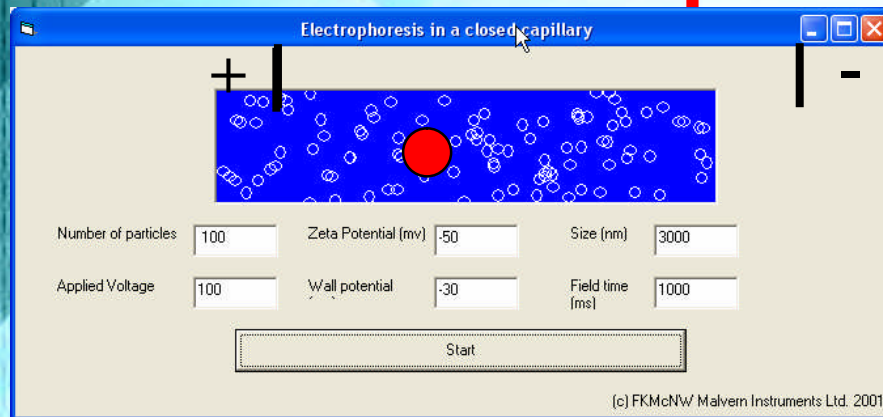 Electrophoresis in a closed capillary
+ -
Number of particles 100 Zeta Potential (mv) -50 Size (nm) 3000
Applied Voltage 100 Wall potential -30 Field time (ms) 1000
Start
(c) FKMcNW Malvern Instruments Ltd. 2001